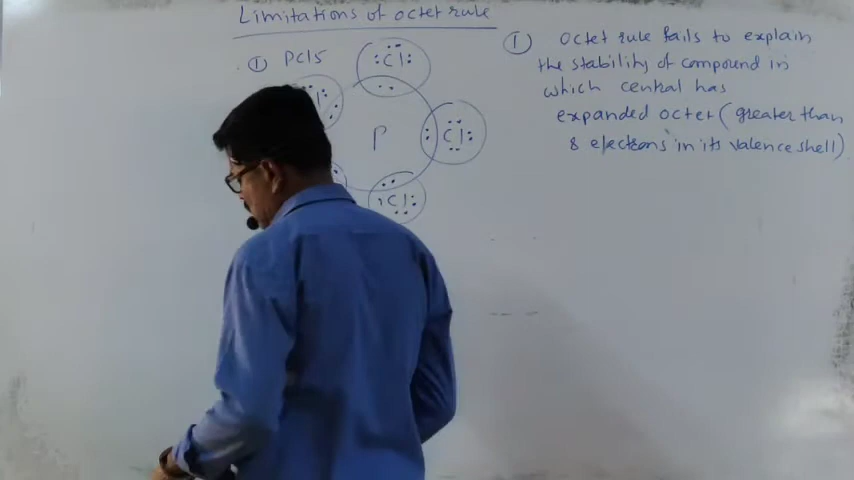 Limitations of octet rule
① PCl5
:Cl:
P
Cl
Cl
① octet rule fails to explain
the stability of compound in
which central has
expanded octet (greater than
8 electrons in its valence shell)